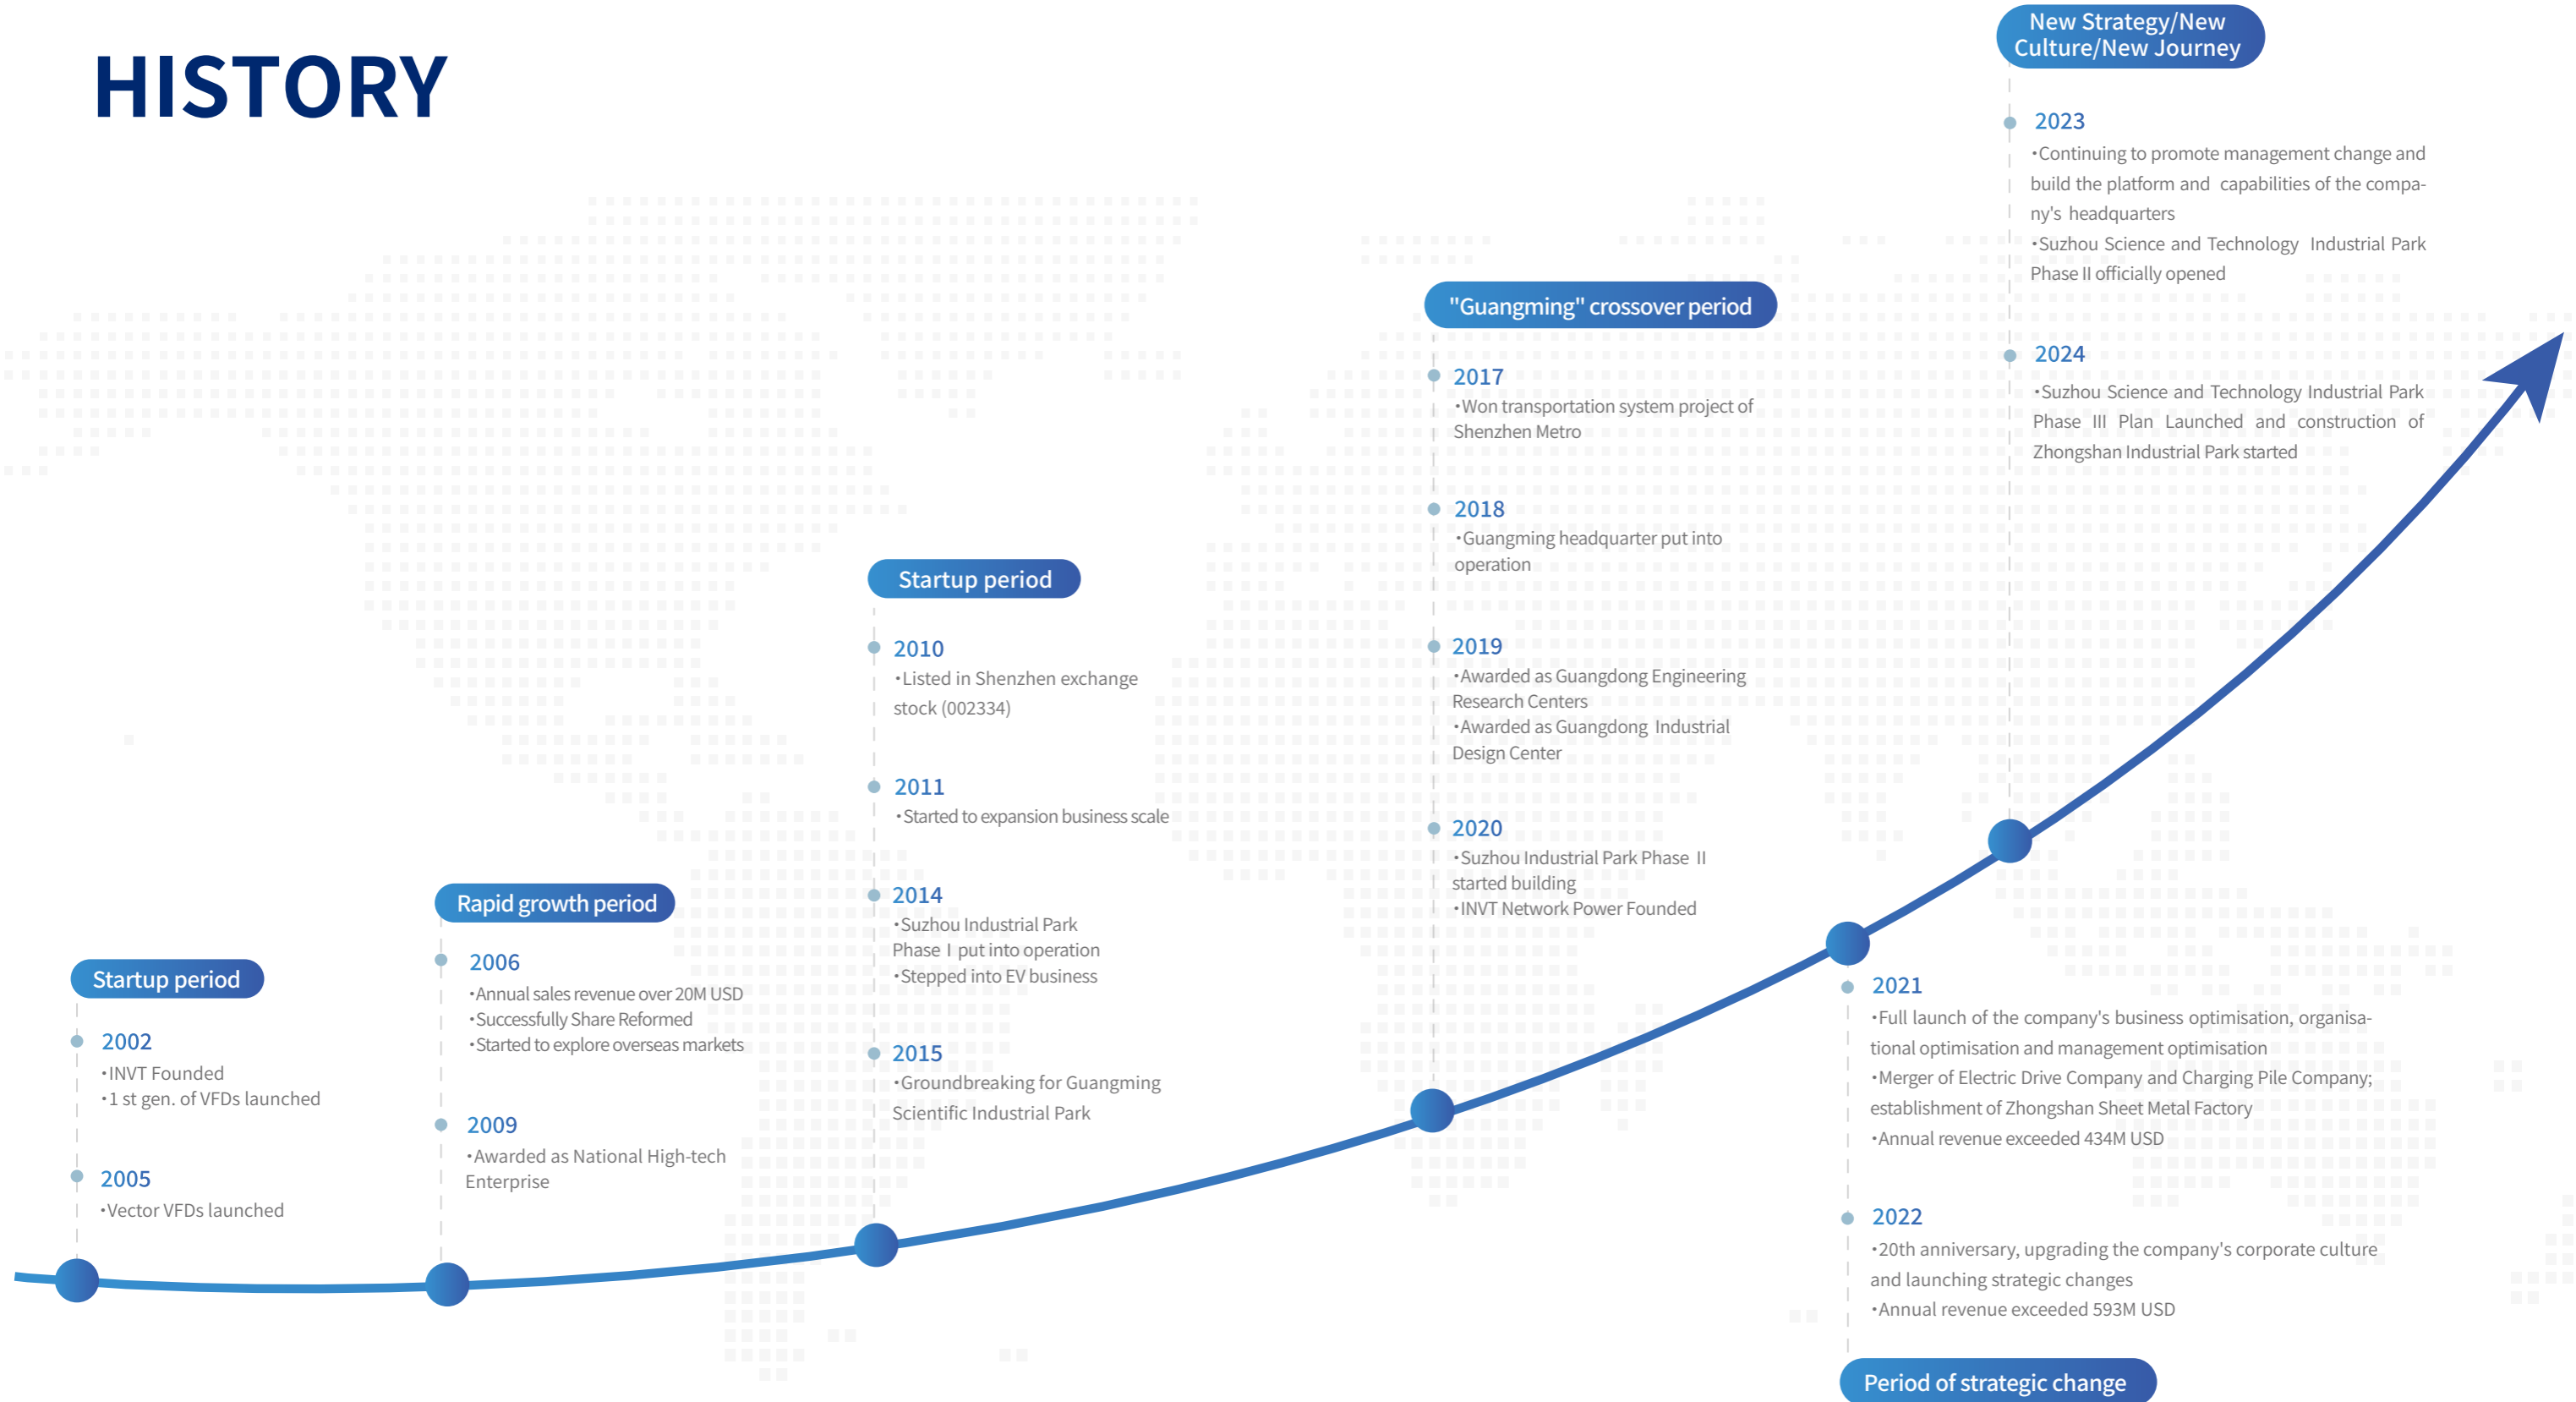 HISTORY
Startup period
2002
•INVT Founded
•1 st gen. of VFDs launched
2005
•Vector VFDs launched
Rapid growth period
2006
•Annual sales revenue over 20M USD
•Successfully Share Reformed
•Started to explore overseas markets
2009
•Awarded as National High-tech
Enterprise
Startup period
2010
•Listed in Shenzhen exchange
stock (002334)
2011
•Started to expansion business scale
2014
•Suzhou Industrial Park
Phase I put into operation
•Stepped into EV business
2015
•Groundbreaking for Guangming
Scientific Industrial Park
"Guangming" crossover period
2017
•Won transportation system project of
Shenzhen Metro
2018
•Guangming headquarter put into
operation
2019
•Awarded as Guangdong Engineering
Research Centers
•Awarded as Guangdong Industrial
Design Center
2020
•Suzhou Industrial Park Phase II
started building
•INVT Network Power Founded
2021
•Full launch of the company's business optimisation, organisa-
tional optimisation and management optimisation
•Merger of Electric Drive Company and Charging Pile Company;
establishment of Zhongshan Sheet Metal Factory
•Annual revenue exceeded 434M USD
2022
•20th anniversary, upgrading the company's corporate culture
and launching strategic changes
•Annual revenue exceeded 593M USD
Period of strategic change
New Strategy/New
Culture/New Journey
2023
•Continuing to promote management change and
build the platform and capabilities of the compa-
ny's headquarters
•Suzhou Science and Technology Industrial Park
Phase II officially opened
2024
•Suzhou Science and Technology Industrial Park
Phase III Plan Launched and construction of
Zhongshan Industrial Park started